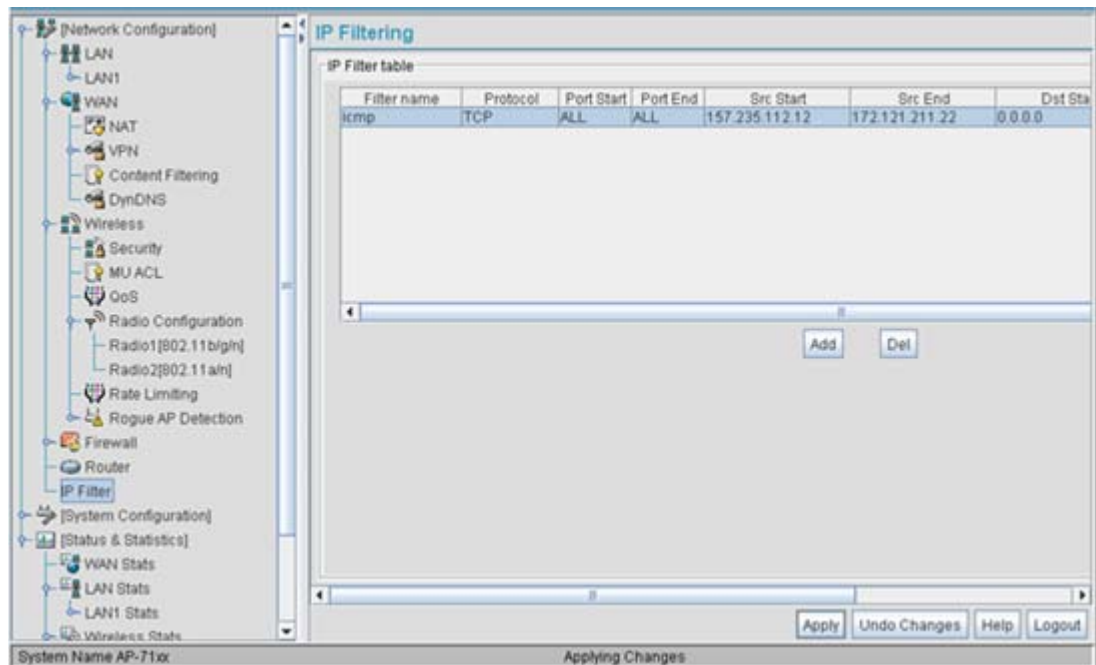 [Network Configuration]
LAN
LAN1
WAN
NAT
VPN
Content Filtering
DynDNS
Wireless
Security
MU ACL
QoS
Radio Configuration
Radio1[802.11b/g/n]
Radio2[802.11a/n]
Rate Limiting
Rogue AP Detection
Firewall
Router
IP Filter
[System Configuration]
[Status & Statistics]
WAN Stats
LAN Stats
LAN1 Stats
Wireless Stats
IP Filtering
IP Filter table
Filter name Protocol Port Start Port End Src Start Src End Dst Sta
icmp TCP ALL ALL 157.235.112.12 172.121.211.22 0.0.0.0
Add Del
Apply Undo Changes Help Logout
System Name AP-71xx Applying Changes